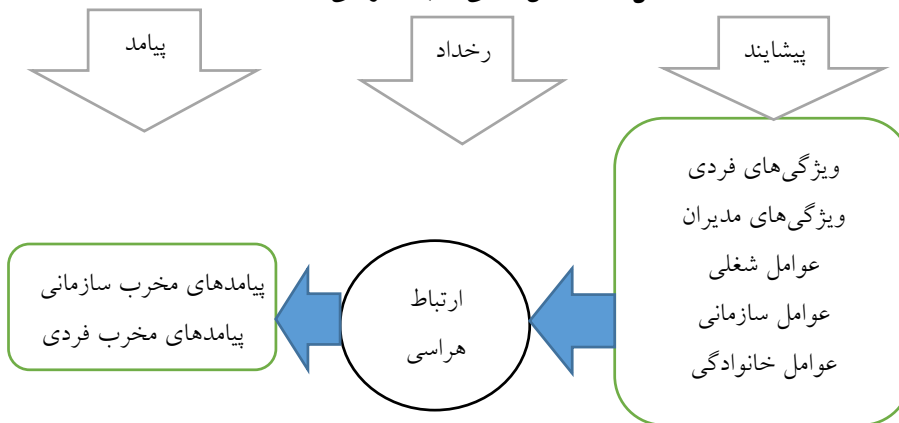 پیشایند
رخداد
پیامد
ویژگی‌های فردی
ویژگی‌های مدیران
عوامل شغلی
عوامل سازمانی
عوامل خانوادگی
ارتباط
هراسی
پیامدهای مخرب سازمانی
پیامدهای مخرب فردی